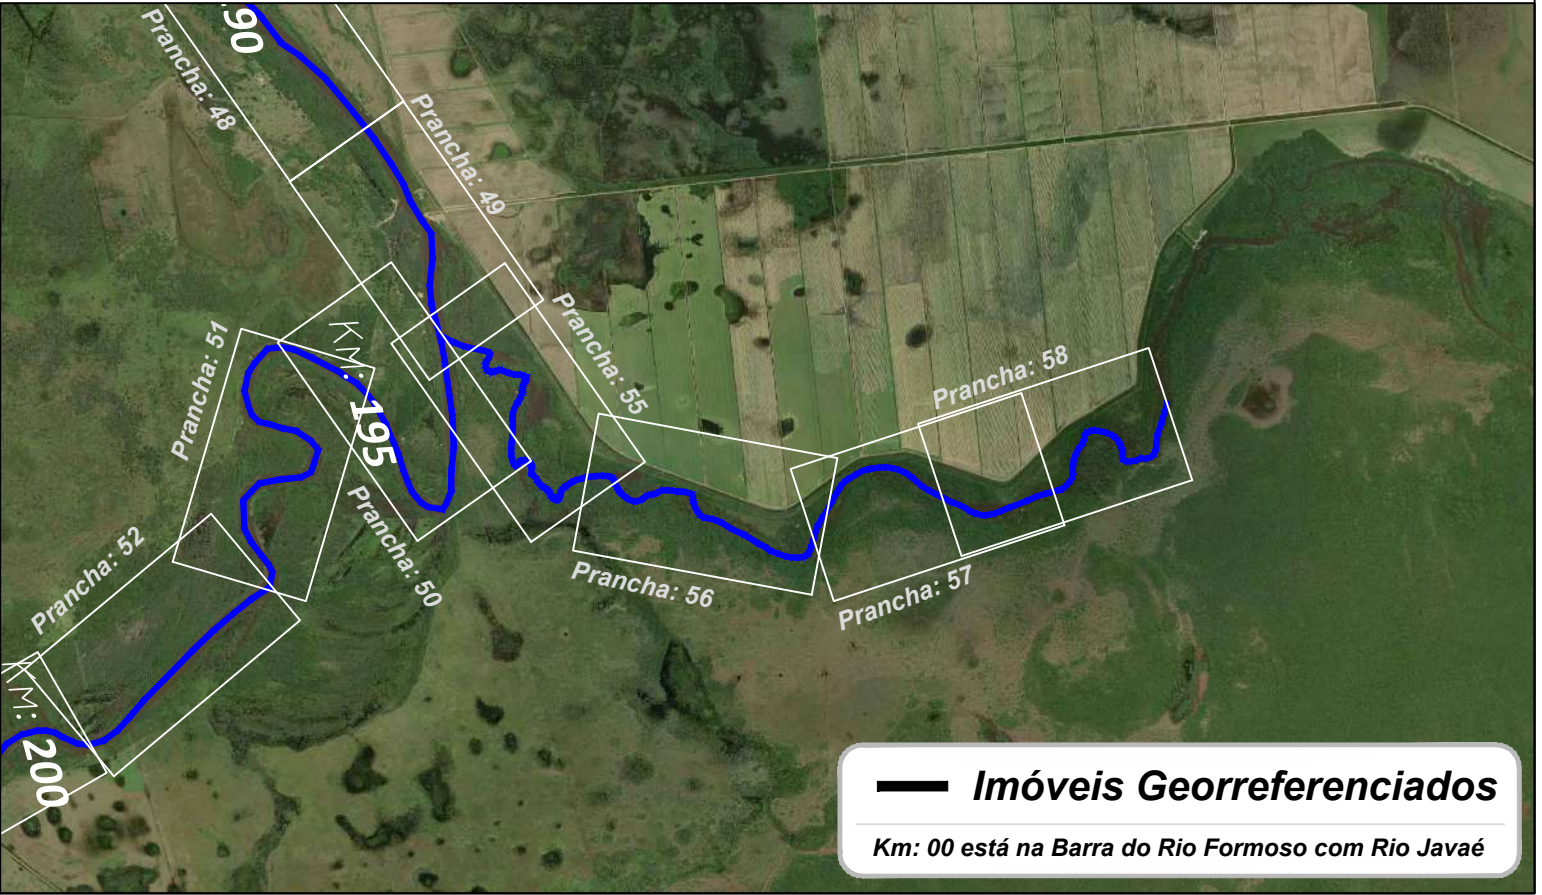 190
Prancha: 48
Prancha: 49
Prancha: 51
KM: 195
Prancha: 55
Prancha: 58
Prancha: 50
Prancha: 52
Prancha: 56
Prancha: 57
KM: 200
Imóveis Georreferenciados
Km: 00 está na Barra do Rio Formoso com Rio Javaé